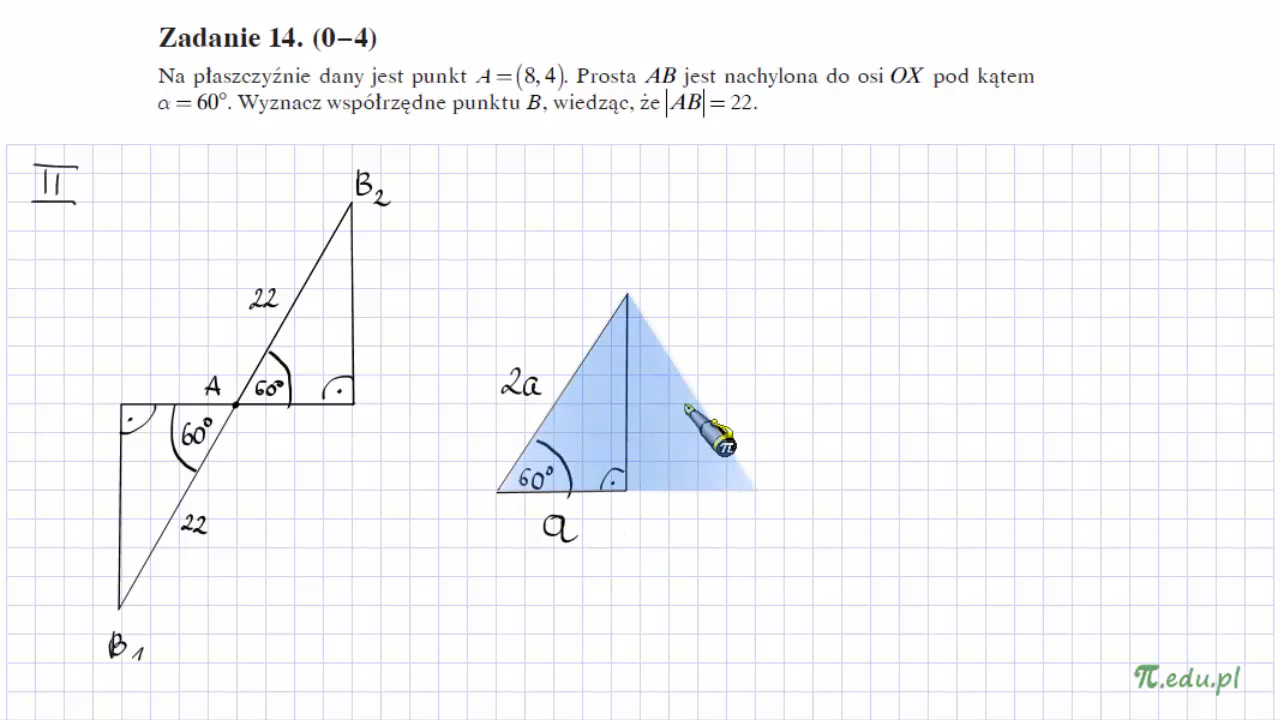 Zadanie 14. (0–4)
Na płaszczyźnie dany jest punkt A=(8,4). Prosta AB jest nachylona do osi OX pod kątem
α = 60°. Wyznacz współrzędne punktu B, wiedząc, że |AB| = 22.
II
B2
22
A
60°
60°
22
B1
2a
60°
a
π
π.edu.pl